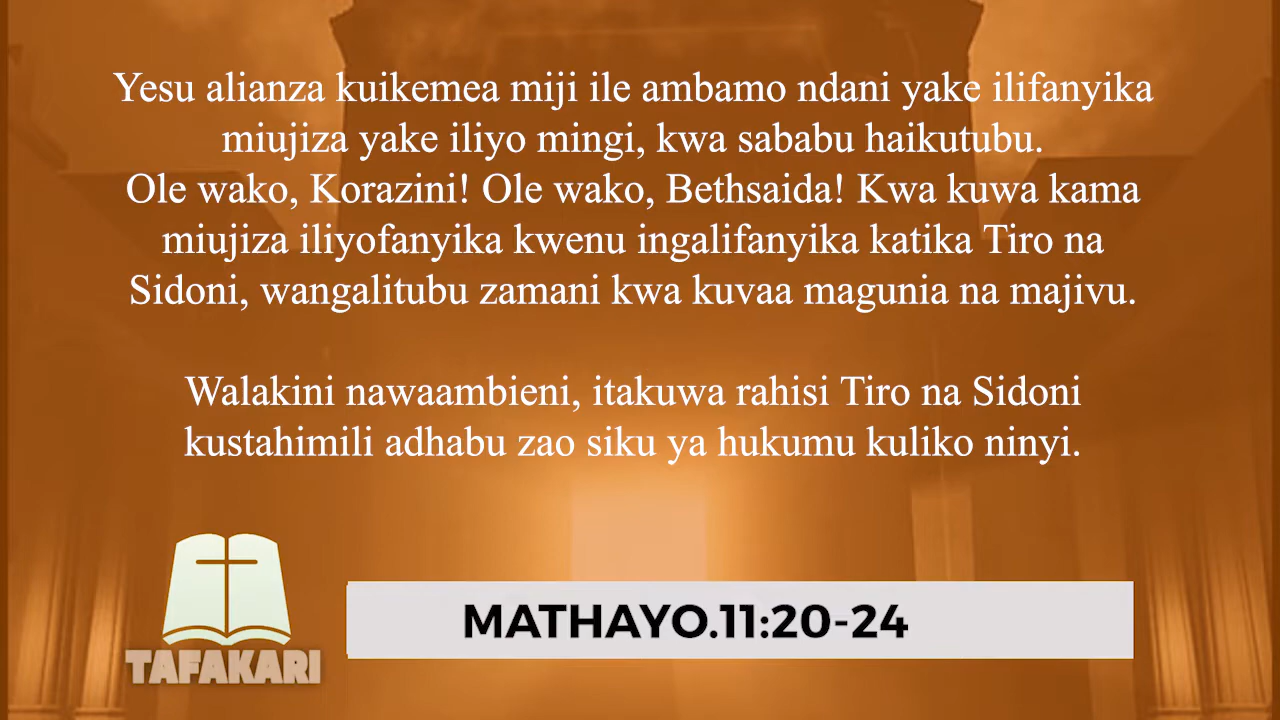 Yesu alianza kuikemea miji ile ambamo ndani yake ilifanyika
miujiza yake iliyo mingi, kwa sababu haikutubu.
Ole wako, Korazini! Ole wako, Bethsaida! Kwa kuwa kama
miujiza iliyofanyika kwenu ingalifanyika katika Tiro na
Sidoni, wangalitubu zamani kwa kuvaa magunia na majivu.
Walakini nawaambieni, itakuwa rahisi Tiro na Sidoni
kustahimili adhabu zao siku ya hukumu kuliko ninyi.
TAFAKARI
MATHAYO.11:20-24